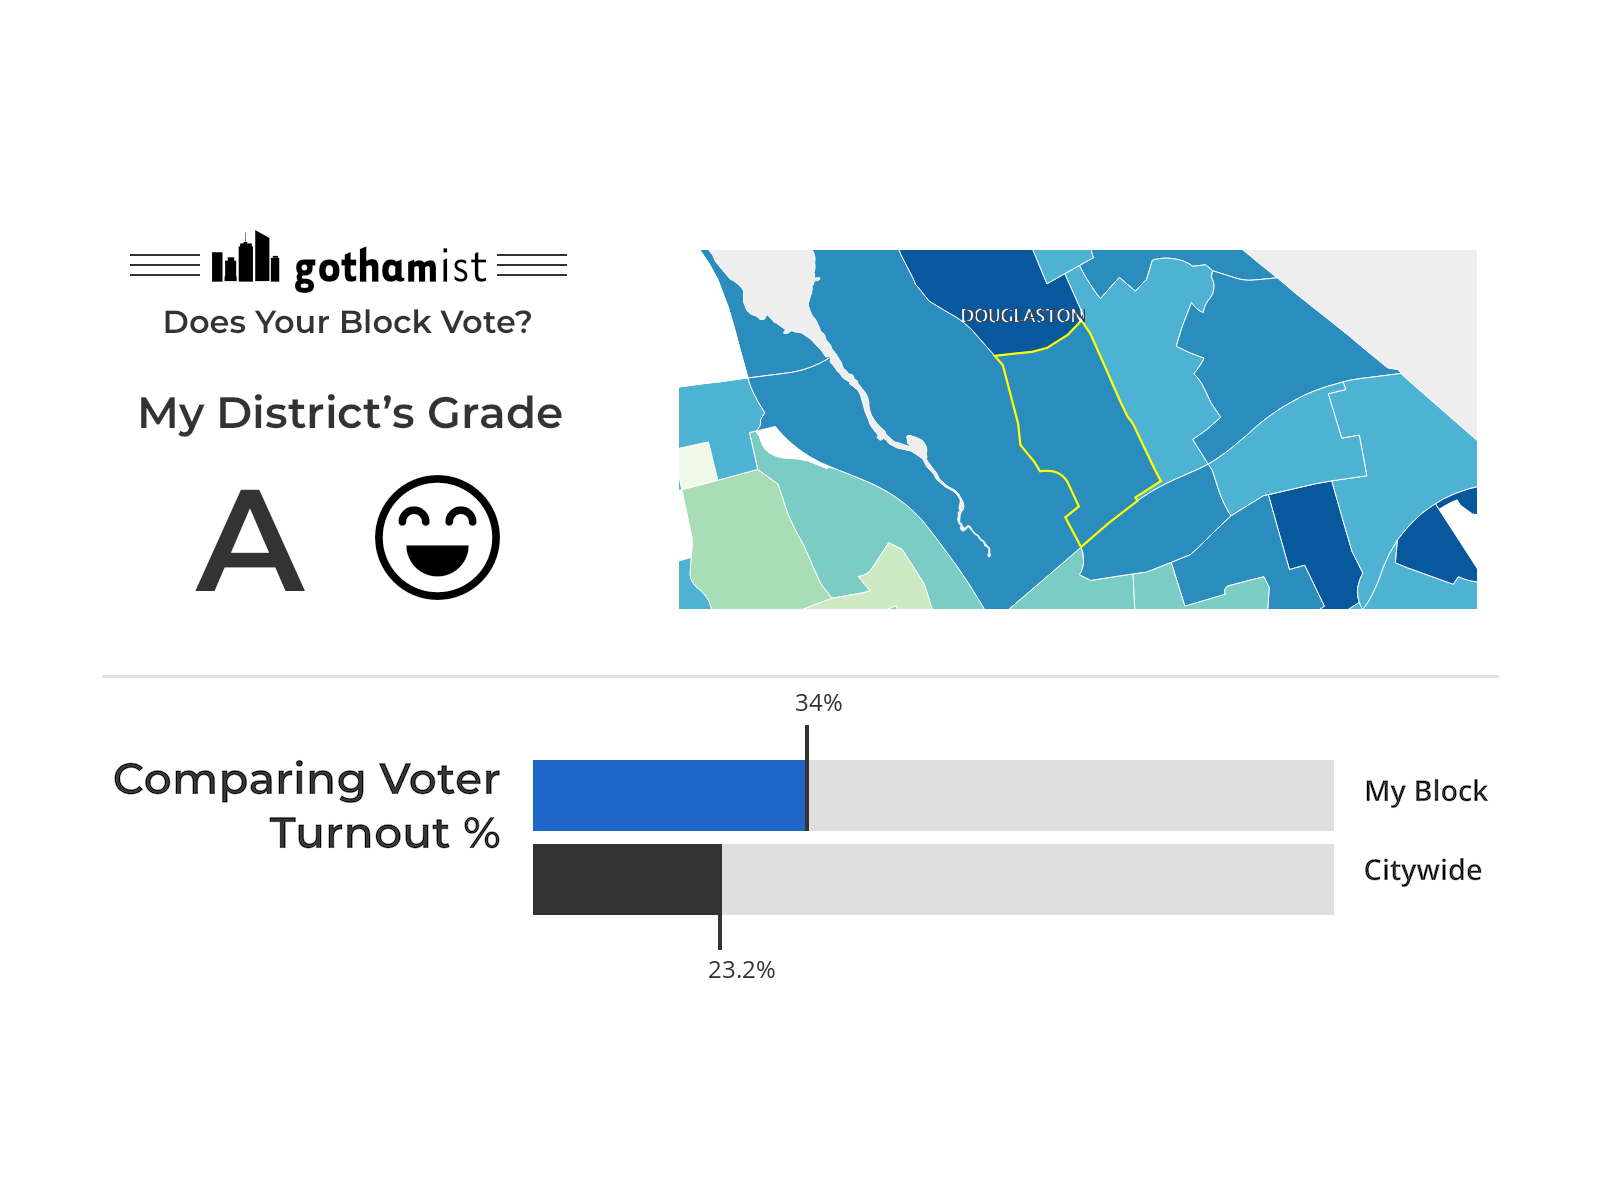 gothamist
Does Your Block Vote?
My District’s Grade
A
DOUGLASTON
34%
Comparing Voter
Turnout %
My Block
Citywide
23.2%